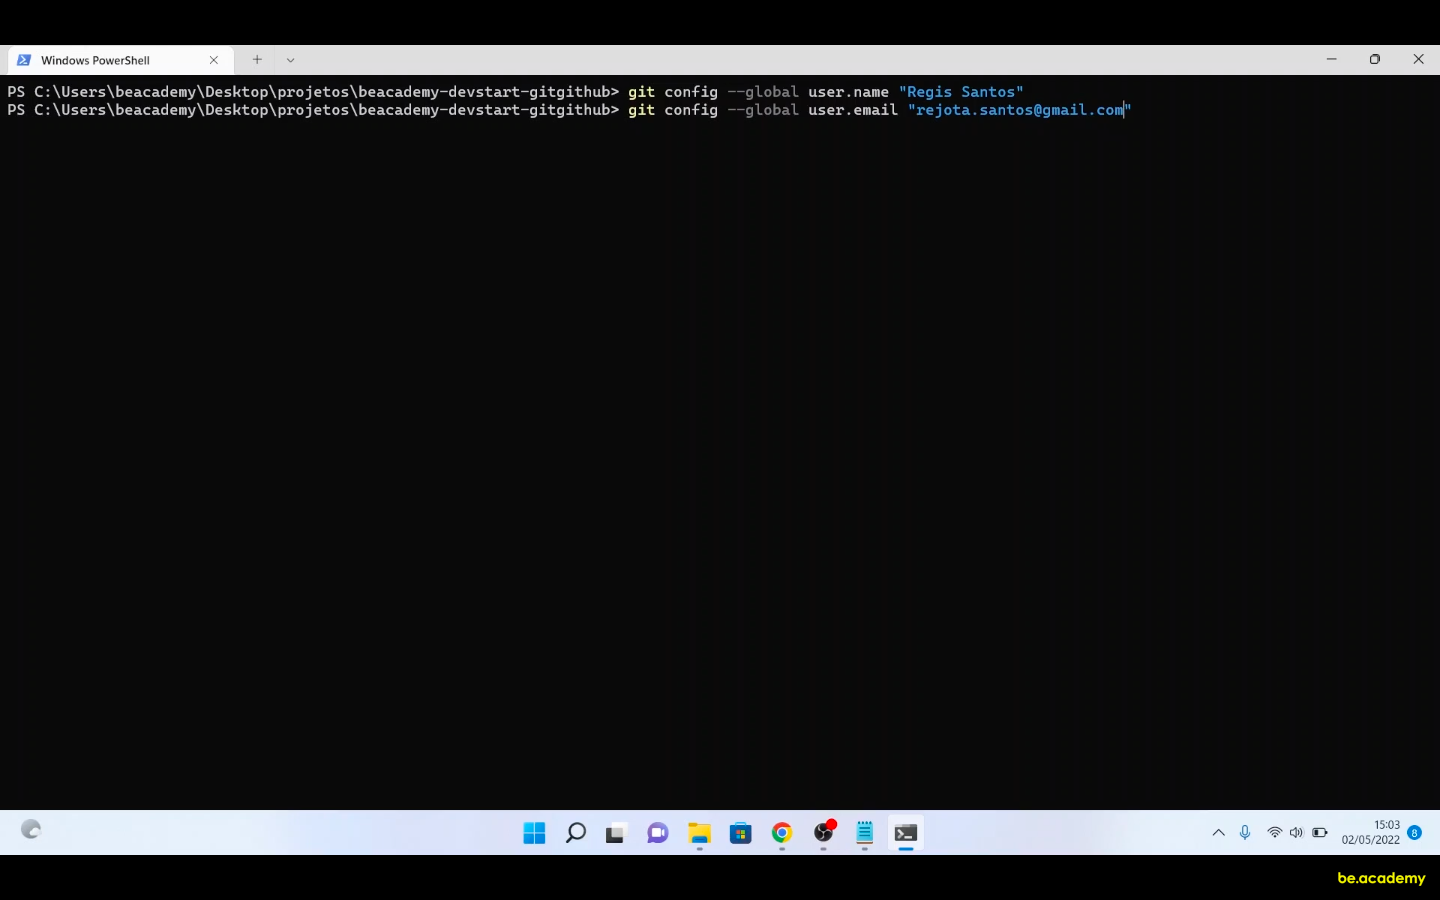 Windows PowerShell
PS C:\Users\beacademy\Desktop\projetos\beacademy-devstart-gitgithub> git config --global user.name "Regis Santos"
PS C:\Users\beacademy\Desktop\projetos\beacademy-devstart-gitgithub> git config --global user.email "rejota.santos@gmail.com"
15:03
02/05/2022
8
be.academy